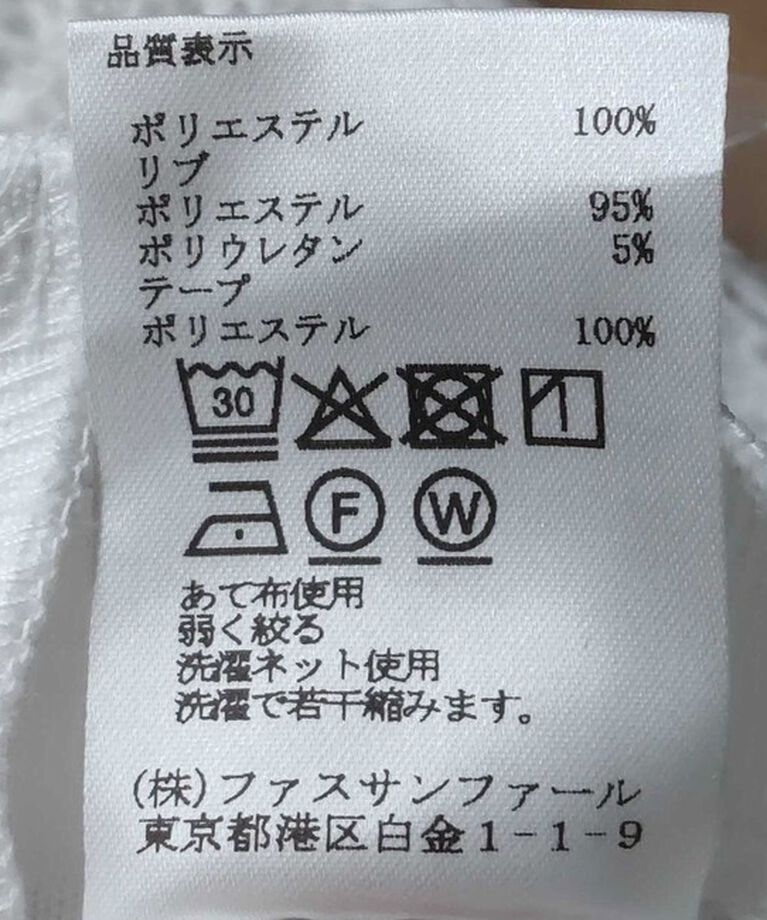 品質表示
ポリエステル 100%
リブ
ポリエステル 95%
ポリウレタン 5%
テープ
ポリエステル 100%
30
F W
あて布使用
弱く絞る
洗濯ネット使用
洗濯で若干縮みます。
(株)ファスサンファール
東京都港区白金1-1-9